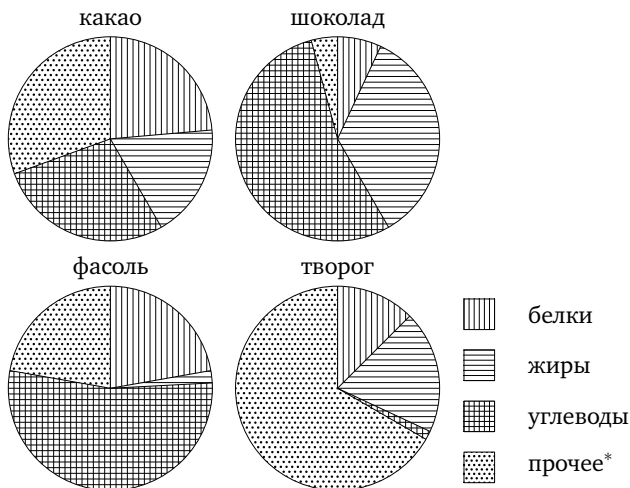 какао
шоколад
фасоль
творог
белки
жиры
углеводы
прочее*